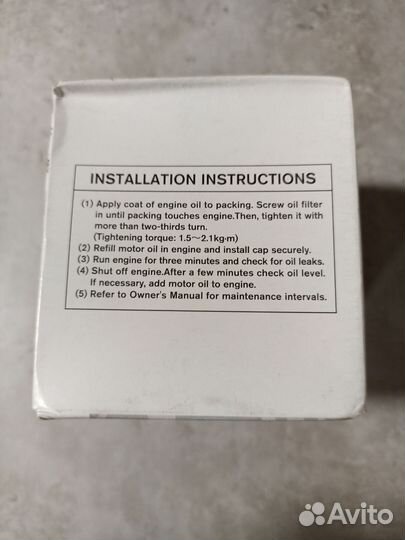 INSTALLATION INSTRUCTIONS
(1) Apply coat of engine oil to packing. Screw oil filter
in until packing touches engine.Then, tighten it with
more than two-thirds turn.
(Tightening torque: 1.5～2.1kg·m)
(2) Refill motor oil in engine and install cap securely.
(3) Run engine for three minutes and check for oil leaks.
(4) Shut off engine.After a few minutes check oil level.
If necessary, add motor oil to engine.
(5) Refer to Owner's Manual for maintenance intervals.
Avito